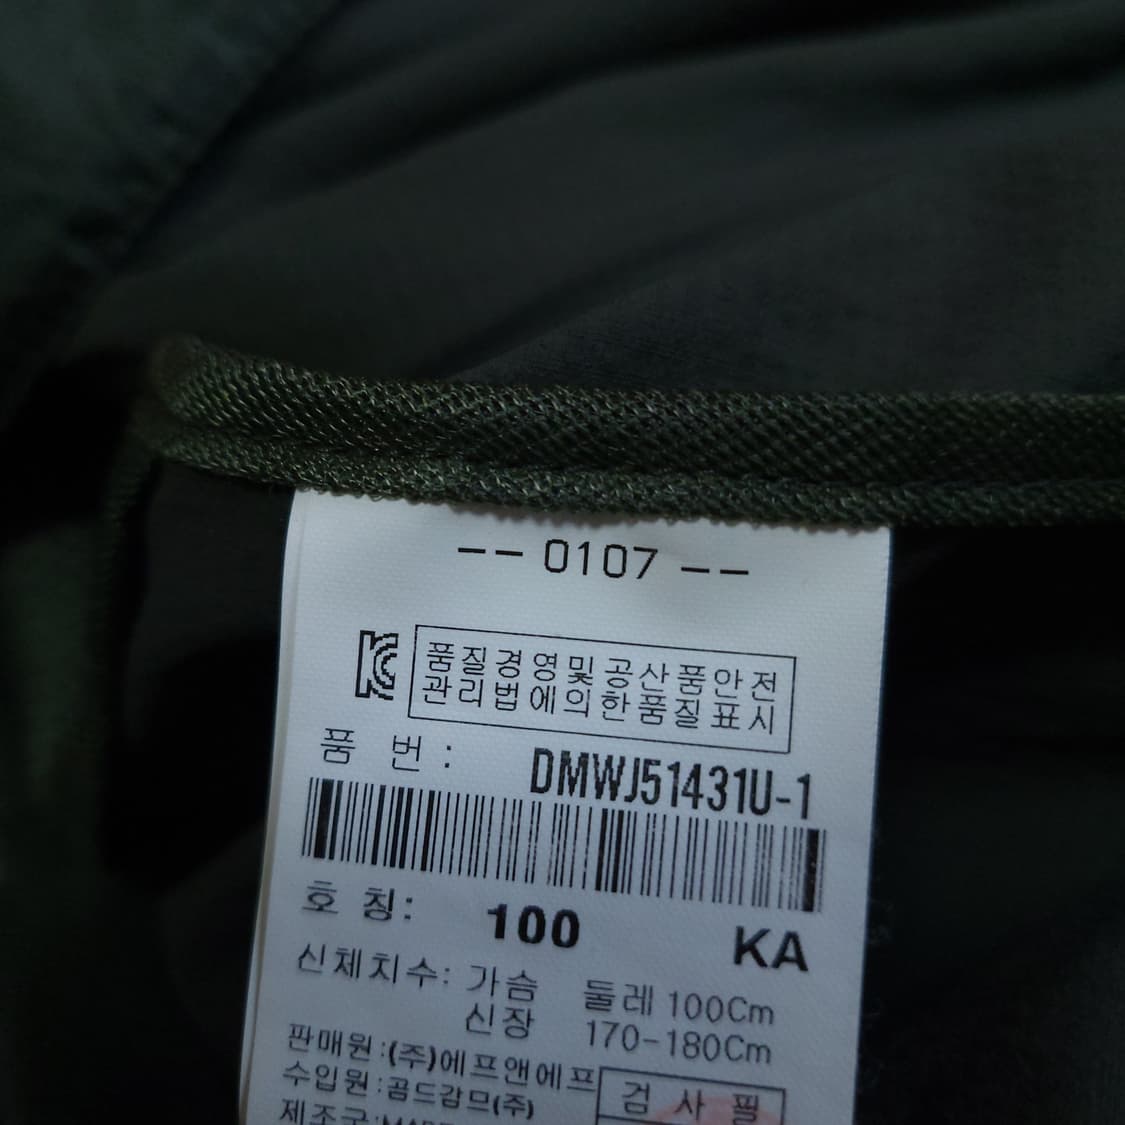 -- 0107 --
품질경영및공산품안전
관리법에의한품질표시
품 번 : DMWJ51431U-1
호 칭: 100 KA
신체치수: 가슴 둘레 100Cm
신장 170-180Cm
판매원:(주)에프앤에프
수입원:곰드감므(주)
검 사 필
제조국: